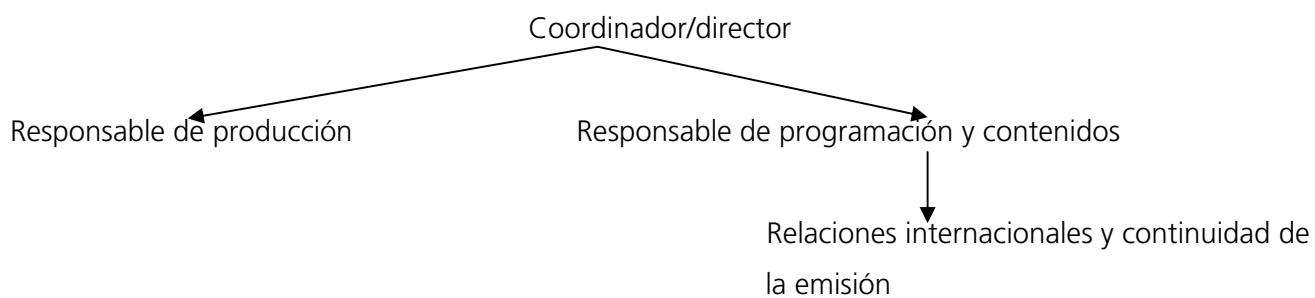 Coordinador/director
Responsable de producción
Responsable de programación y contenidos
Relaciones internacionales y continuidad de
la emisión